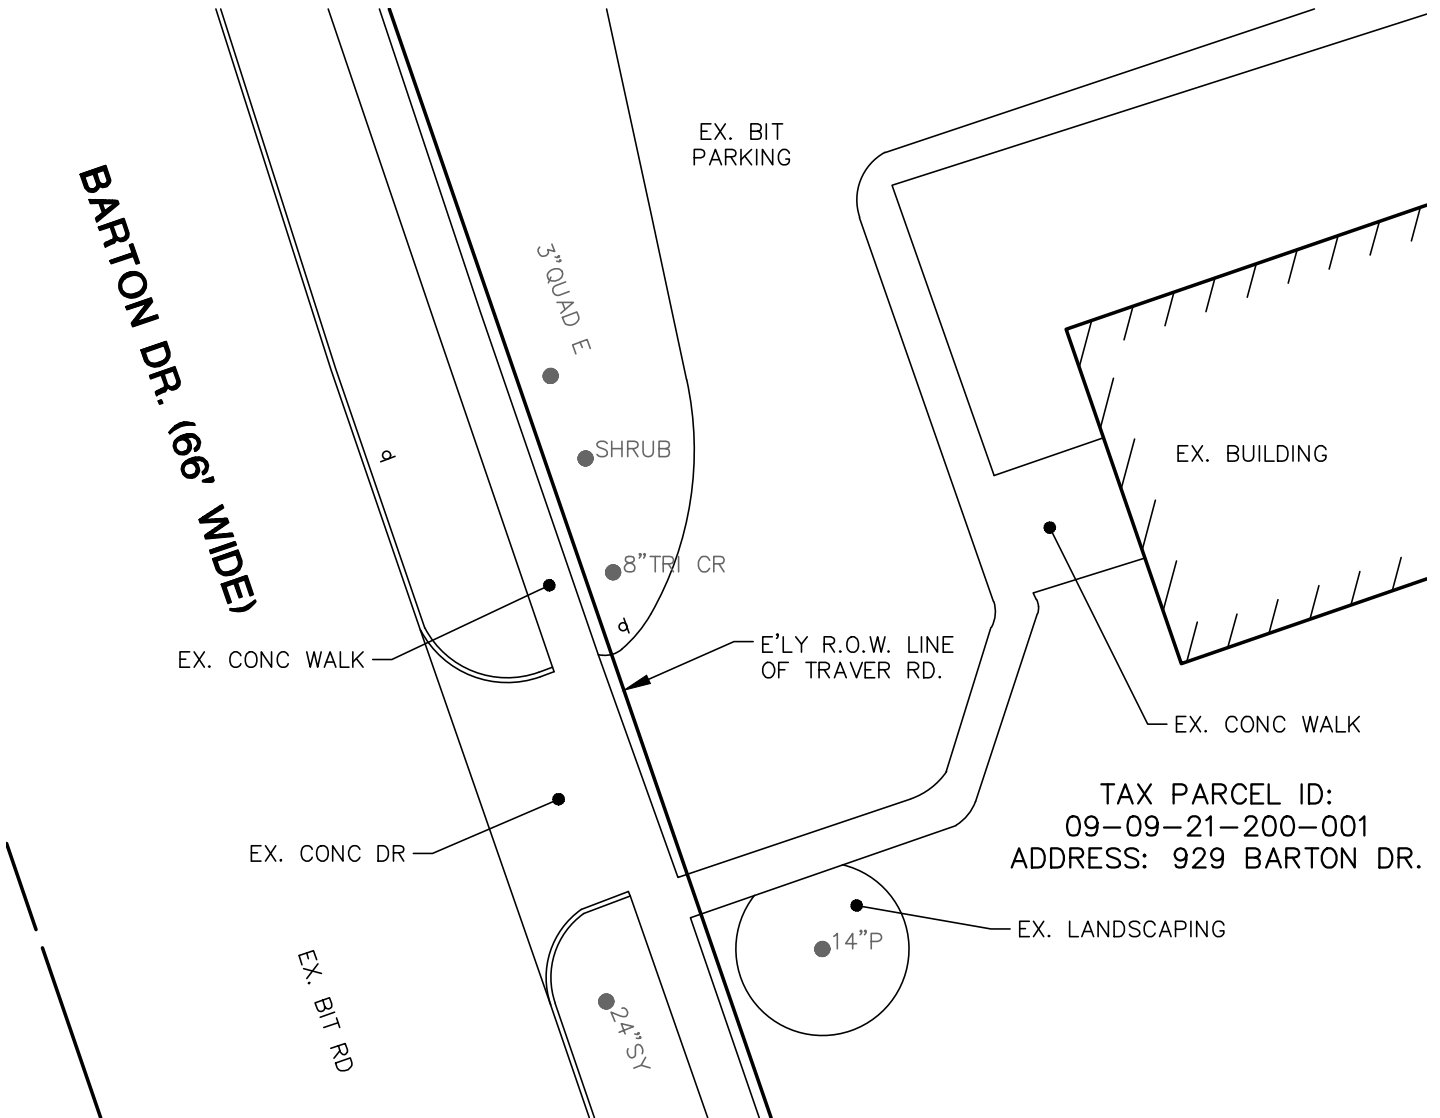 EX. BIT
PARKING
BARTON DR. (66' WIDE)
3"QUAD E
SHRUB
EX. BUILDING
8"TRI CR
E'LY R.O.W. LINE
OF TRAVER RD.
EX. CONC WALK
EX. CONC WALK
TAX PARCEL ID:
09-09-21-200-001
ADDRESS: 929 BARTON DR.
EX. CONC DR
EX. LANDSCAPING
14"P
EX. BIT RD
24"SY